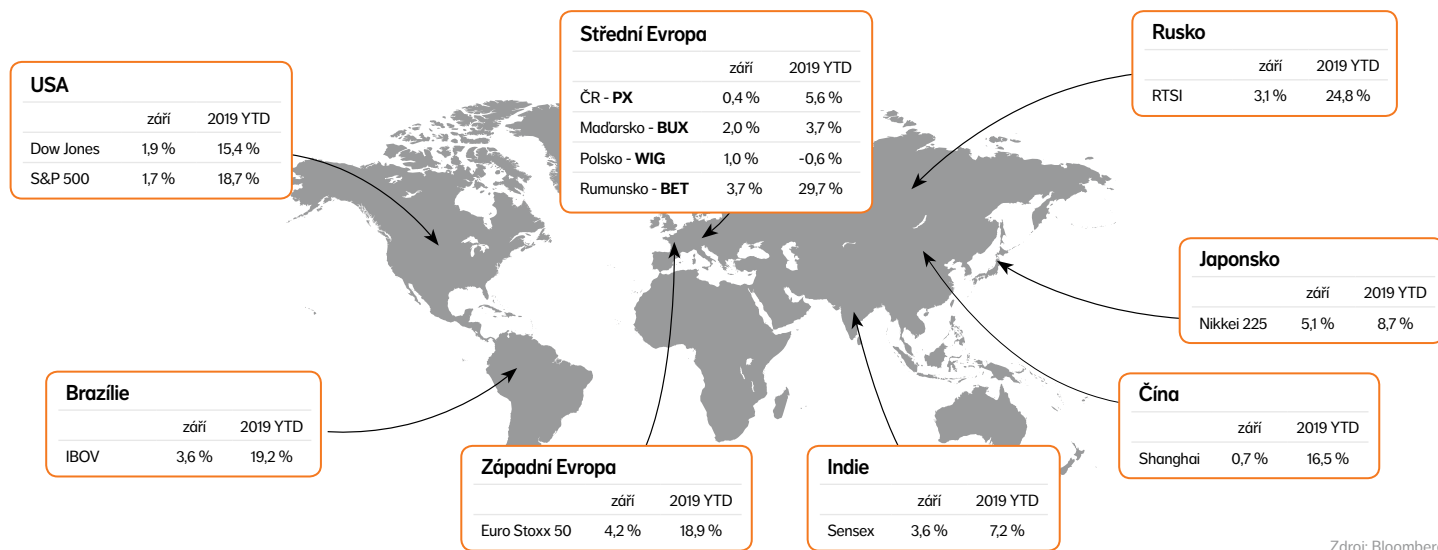 USA
září 2019 YTD
Dow Jones 1,9 % 15,4 %
S&P 500 1,7 % 18,7 %
Střední Evropa
září 2019 YTD
ČR - PX 0,4 % 5,6 %
Maďarsko - BUX 2,0 % 3,7 %
Polsko - WIG 1,0 % -0,6 %
Rumunsko - BET 3,7 % 29,7 %
Rusko
září 2019 YTD
RTSI 3,1 % 24,8 %
Japonsko
září 2019 YTD
Nikkei 225 5,1 % 8,7 %
Brazílie
září 2019 YTD
IBOV 3,6 % 19,2 %
Západní Evropa
září 2019 YTD
Euro Stoxx 50 4,2 % 18,9 %
Indie
září 2019 YTD
Sensex 3,6 % 7,2 %
Čína
září 2019 YTD
Shanghai 0,7 % 16,5 %
Zdroj: Bloomberg